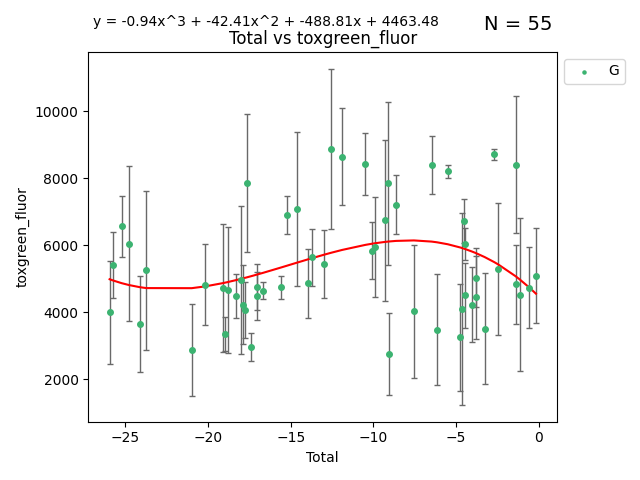 y = -0.94x^3 + -42.41x^2 + -488.81x + 4463.48
N = 55
Total vs toxgreen_fluor
G
toxgreen_fluor
10000
8000
6000
4000
2000
−25 −20 −15 −10 −5 0
Total